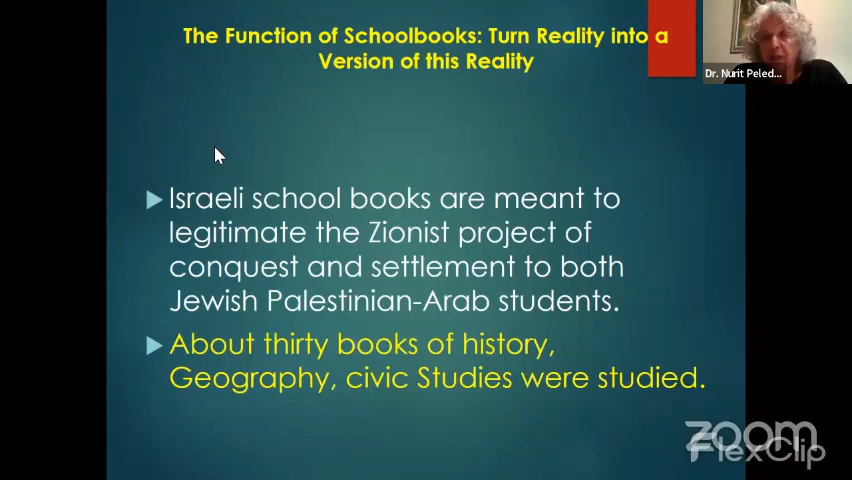 The Function of Schoolbooks: Turn Reality into a
Version of this Reality
Dr. Nurit Peled...
Israeli school books are meant to
legitimate the Zionist project of
conquest and settlement to both
Jewish Palestinian-Arab students.
About thirty books of history,
Geography, civic Studies were studied.
zoom
FlexClip